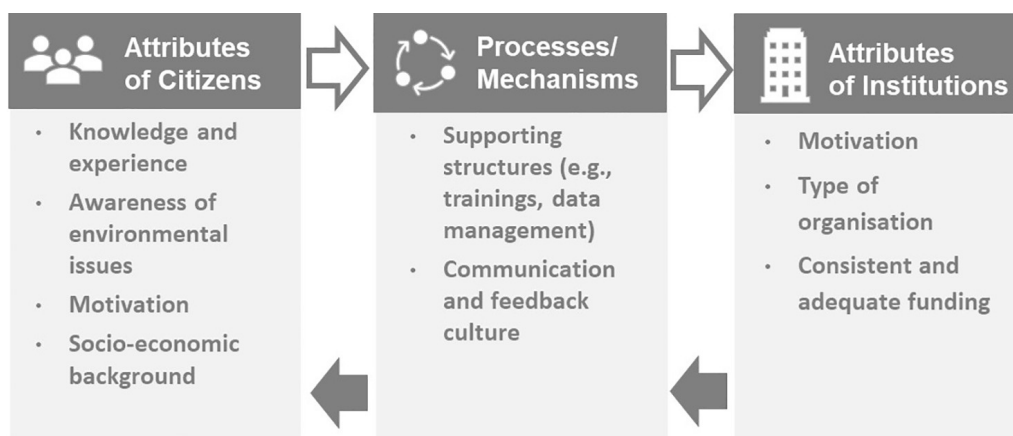 Attributes
of Citizens
• Knowledge and
experience
• Awareness of
environmental
issues
• Motivation
• Socio-economic
background
Processes/
Mechanisms
• Supporting
structures (e.g.,
trainings, data
management)
• Communication
and feedback
culture
Attributes
of Institutions
• Motivation
• Type of
organisation
• Consistent and
adequate funding